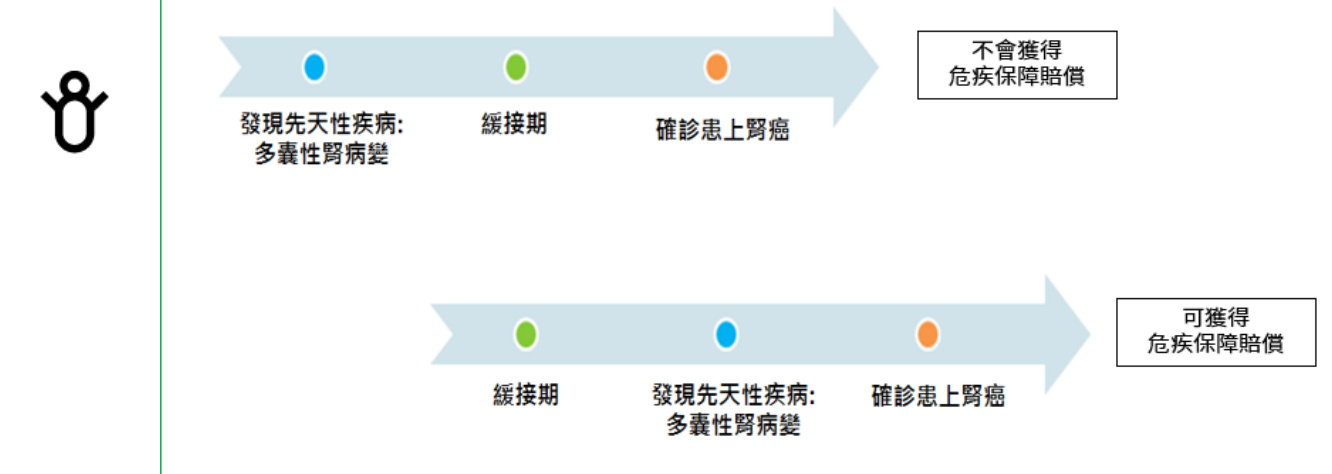 不會獲得
危疾保障賠償
發現先天性疾病:
多囊性腎病變
緩接期
確診患上腎癌
可獲得
危疾保障賠償
緩接期
發現先天性疾病:
多囊性腎病變
確診患上腎癌